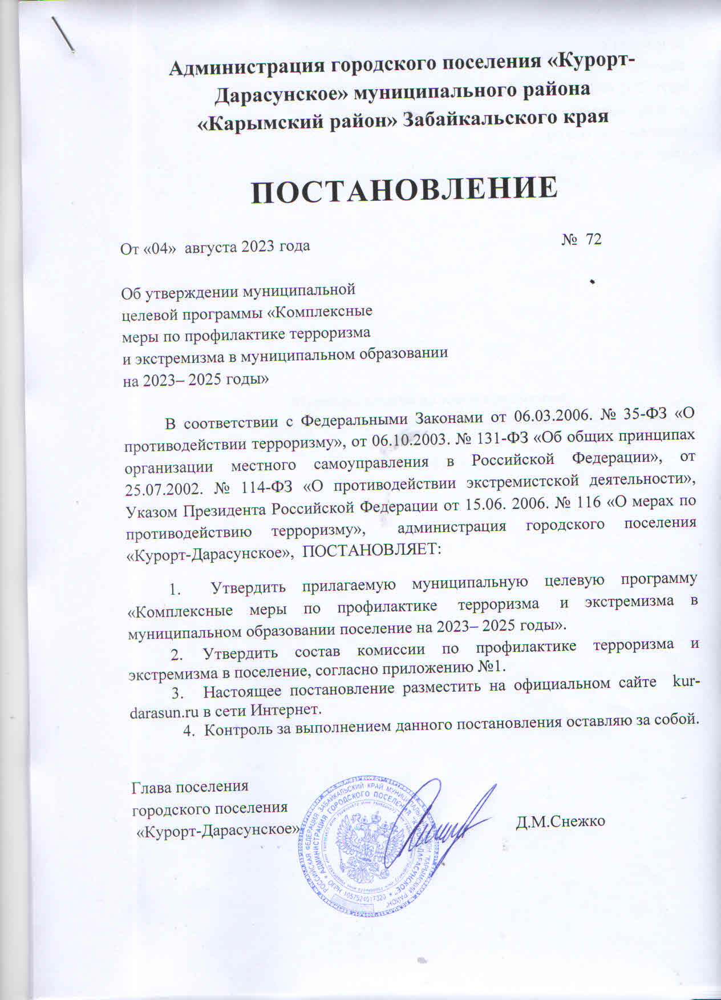 Администрация городского поселения «Курорт-
Дарасунское» муниципального района
«Карымский район» Забайкальского края
ПОСТАНОВЛЕНИЕ
От «04» августа 2023 года № 72
Об утверждении муниципальной
целевой программы «Комплексные
меры по профилактике терроризма
и экстремизма в муниципальном образовании
на 2023– 2025 годы»
В соответствии с Федеральными Законами от 06.03.2006. № 35-ФЗ «О
противодействии терроризму», от 06.10.2003. № 131-ФЗ «Об общих принципах
организации местного самоуправления в Российской Федерации», от
25.07.2002. № 114-ФЗ «О противодействии экстремистской деятельности»,
Указом Президента Российской Федерации от 15.06. 2006. № 116 «О мерах по
противодействию терроризму», администрация городского поселения
«Курорт-Дарасунское», ПОСТАНОВЛЯЕТ:
1. Утвердить прилагаемую муниципальную целевую программу
«Комплексные меры по профилактике терроризма и экстремизма в
муниципальном образовании поселение на 2023– 2025 годы».
2. Утвердить состав комиссии по профилактике терроризма и
экстремизма в поселение, согласно приложению №1.
3. Настоящее постановление разместить на официальном сайте kur-
darasun.ru в сети Интернет.
4. Контроль за выполнением данного постановления оставляю за собой.
Глава поселения
городского поселения
«Курорт-Дарасунское» Д.М.Снежко
РОССИЙСКАЯ ФЕДЕРАЦИЯ ЗАБАЙКАЛЬСКИЙ КРАЙ "КАРЫМСКИЙ РАЙОН"
АДМИНИСТРАЦИЯ ГОРОДСКОГО ПОСЕЛЕНИЯ
ОГРН 1057524017320